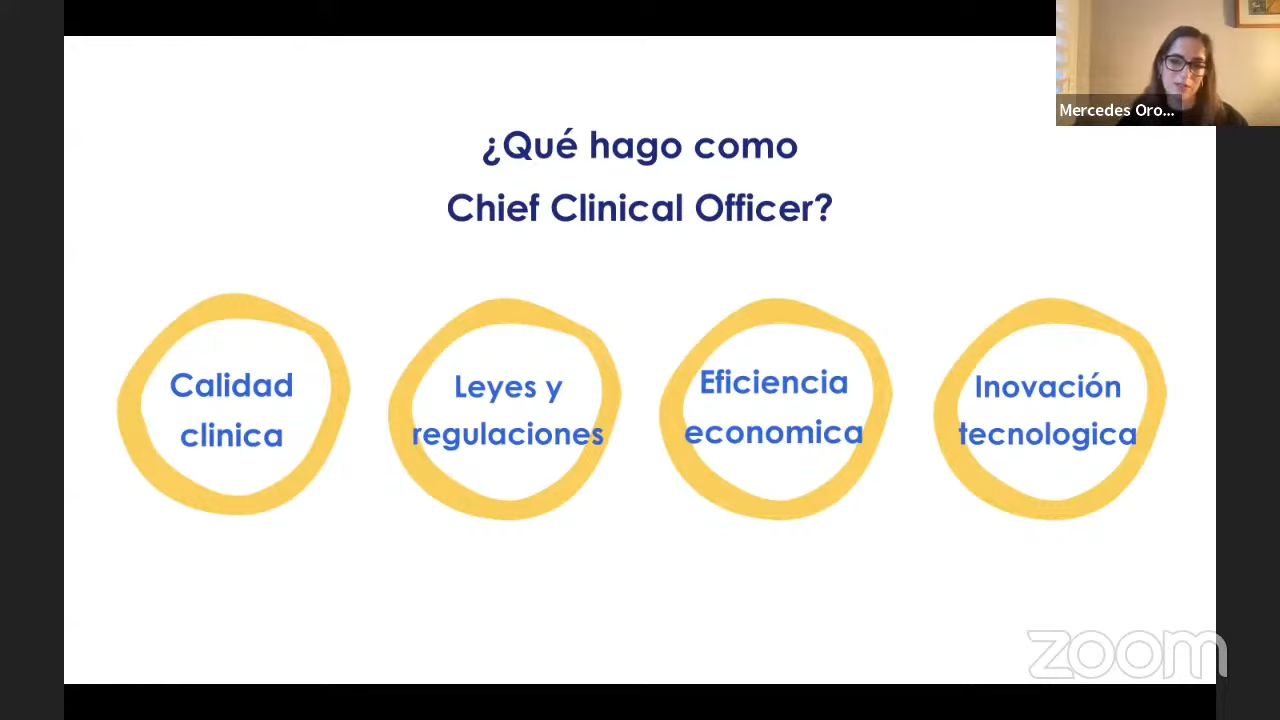 Mercedes Oro...
¿Qué hago como
Chief Clinical Officer?
Calidad
clinica
Leyes y
regulaciones
Eficiencia
economica
Inovación
tecnologica
zoom